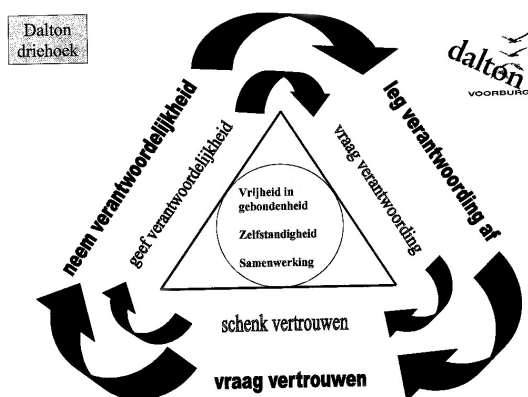 Dalton
driehoek
dalton
VOORBURG
neem verantwoordelijkheid
geef verantwoordelijkheid
vraag verantwoording
leg verantwoording af
Vrijheid in
gebondenheid
Zelfstandigheid
Samenwerking
schenk vertrouwen
vraag vertrouwen